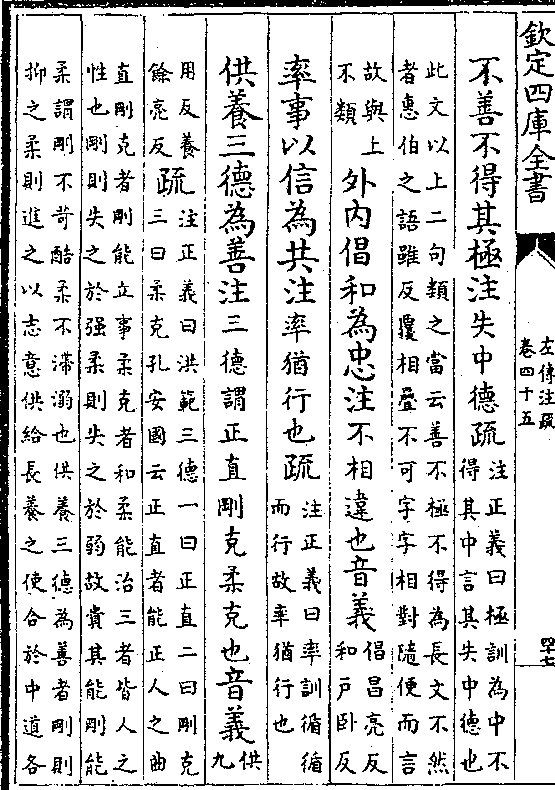 欽定四庫全書
左傳注疏
卷四十五
罕七
不善不得其極注失中德疏
注正義曰極訓為中不
得其中言其失中德也
此文以上二句類之當云善不極不得為長文不然
者惠伯之語雖反覆相疊不可字字相對隨便而言
故與上
不類
外内倡和為忠注不相違也音義
倡昌亮反
和戶卧反
率事以信為共注率猶行也疏
注正義曰率訓循循
而行故率猶行也
供養三德為善注三德謂正直剛克柔克也音義
供
九
用反養
餘亮反
疏
注正義曰洪範三德一曰正直二曰剛克
三曰柔克孔安國云正直者能正人之曲
直剛克者剛能立事柔克者和柔能治三者皆人之
性也剛則失之於强柔則失之於弱故貴其能剛能
柔謂剛不苛酷柔不滯溺也供養三德為善者剛則
抑之柔則進之以志意供給長養之使合於中道各